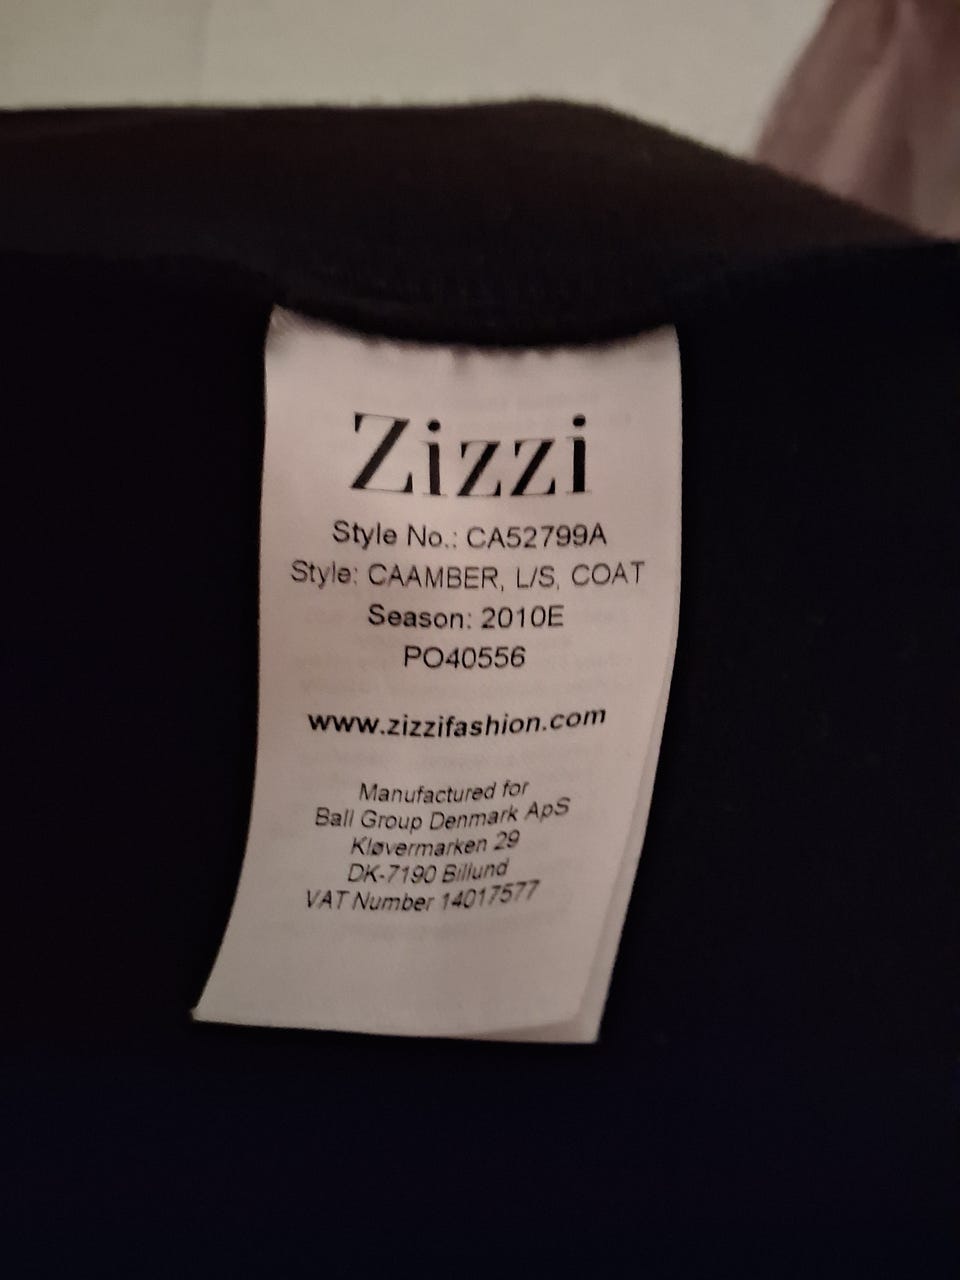 Zizzi
Style No.: CA52799A
Style: CAAMBER, L/S, COAT
Season: 2010E
PO40556
www.zizzifashion.com
Manufactured for
Ball Group Denmark ApS
Kløvermarken 29
DK-7190 Billund
VAT Number 14017577